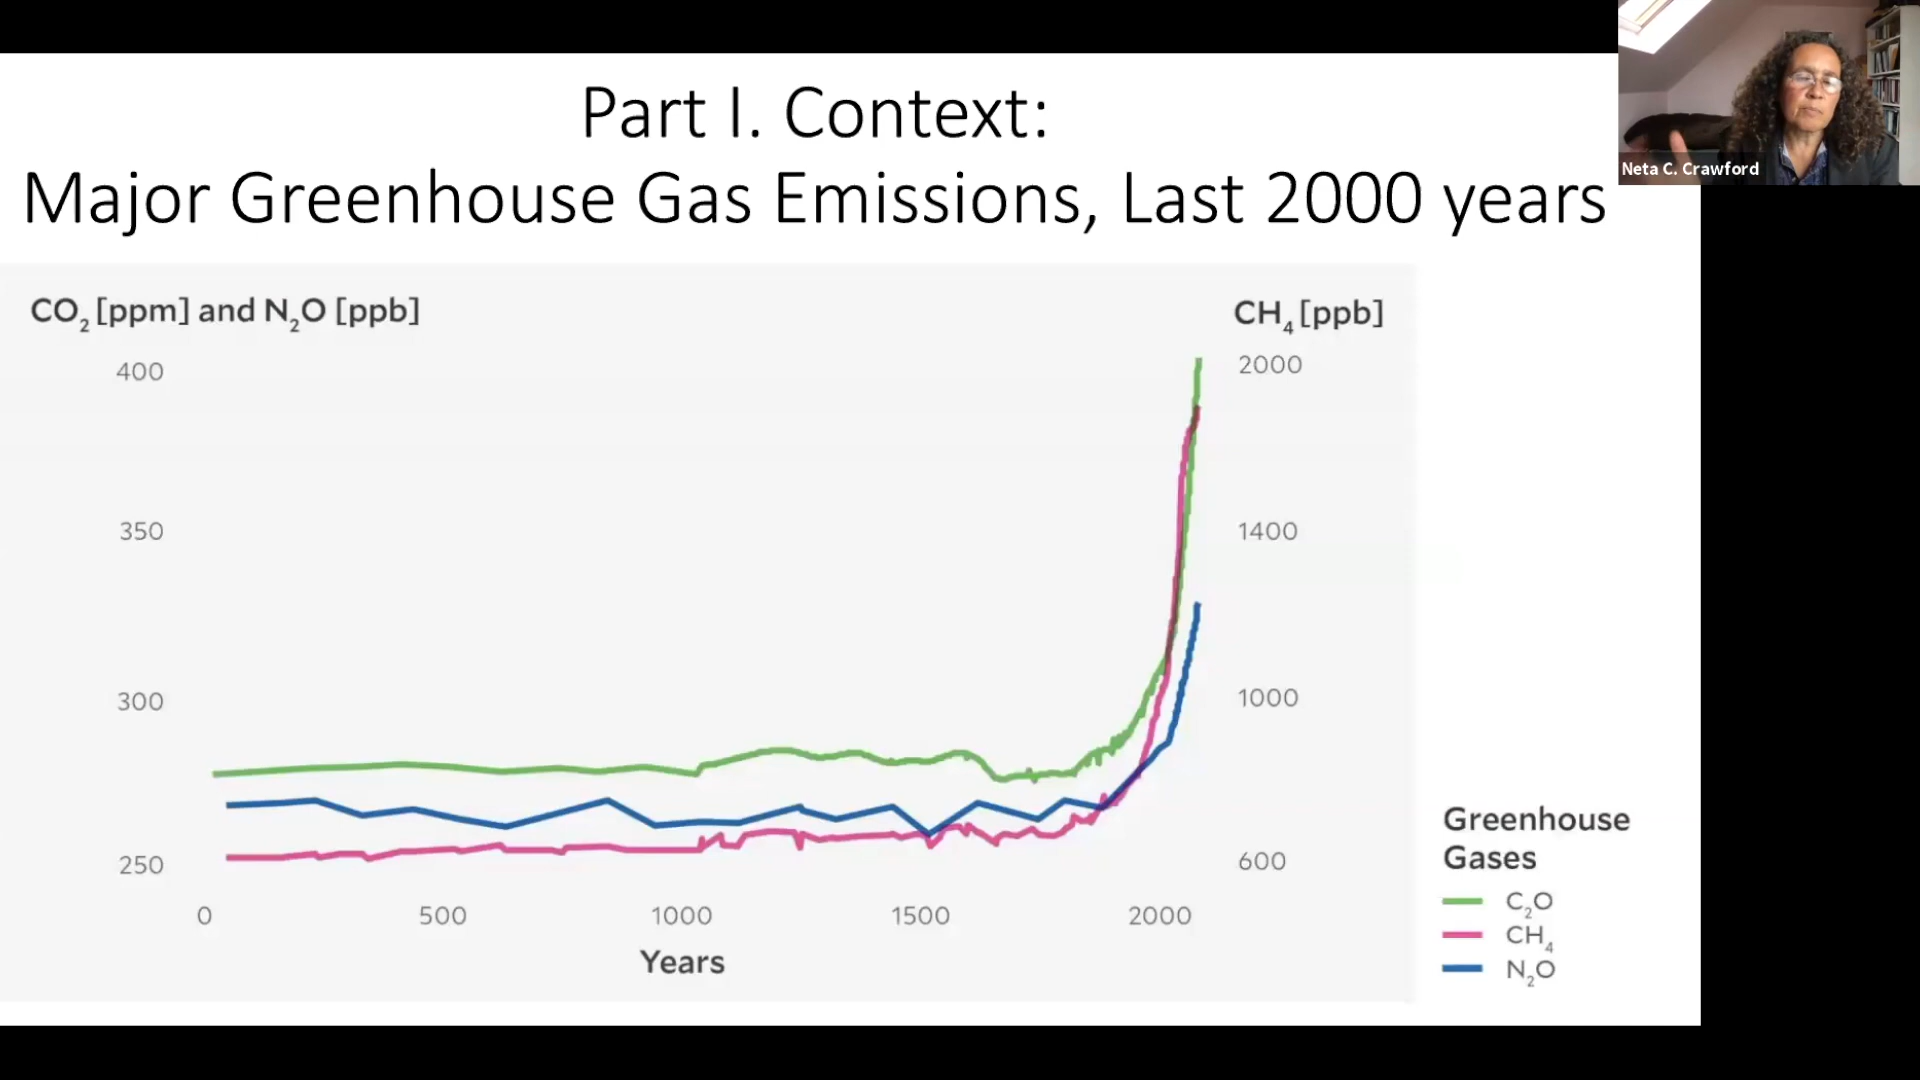 Part I. Context:
Major Greenhouse Gas Emissions, Last 2000 years
Neta C. Crawford
CO₂ [ppm] and N₂O [ppb]
CH₄ [ppb]
400
350
300
250
2000
1400
1000
600
0 500 1000 1500 2000
Years
Greenhouse
Gases
C₂O
CH₄
N₂O